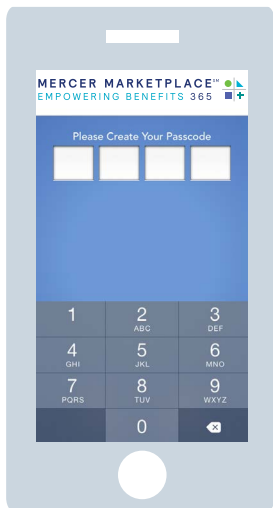 MERCER MARKETPLACE℠
EMPOWERING BENEFITS 365
Please Create Your Passcode
1 2 3
ABC DEF
4 5 6
GHI JKL MNO
7 8 9
PQRS TUV WXYZ
0